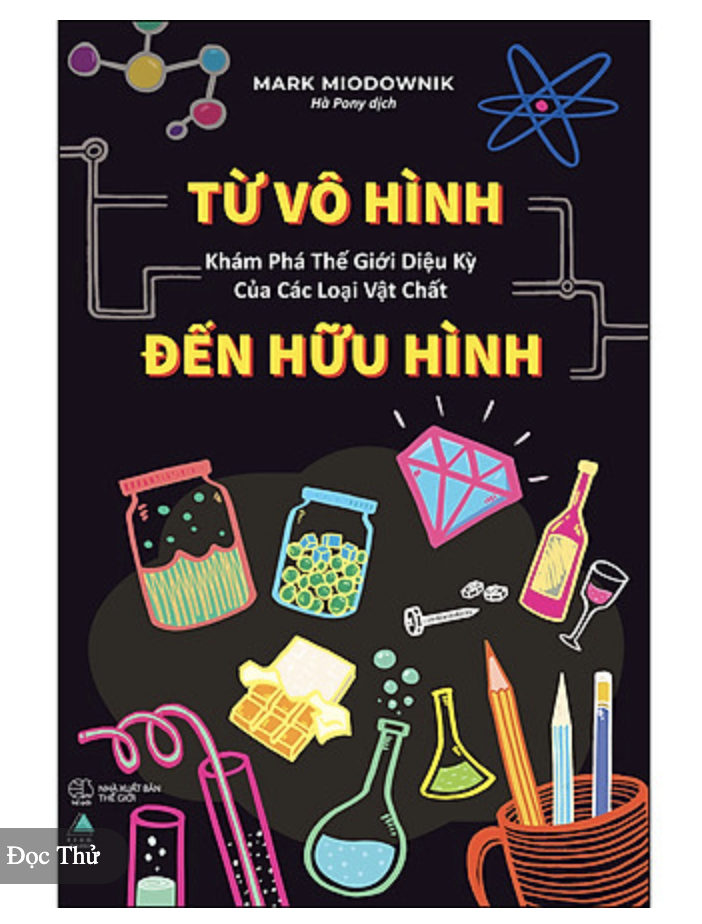 MARK MIODOWNIK
Hà Pony dịch
TỪ VÔ HÌNH
Khám Phá Thế Giới Diệu Kỳ
Của Các Loại Vật Chất
ĐẾN HỮU HÌNH
NHÀ XUẤT BẢN
THẾ GIỚI
Đọc Thử